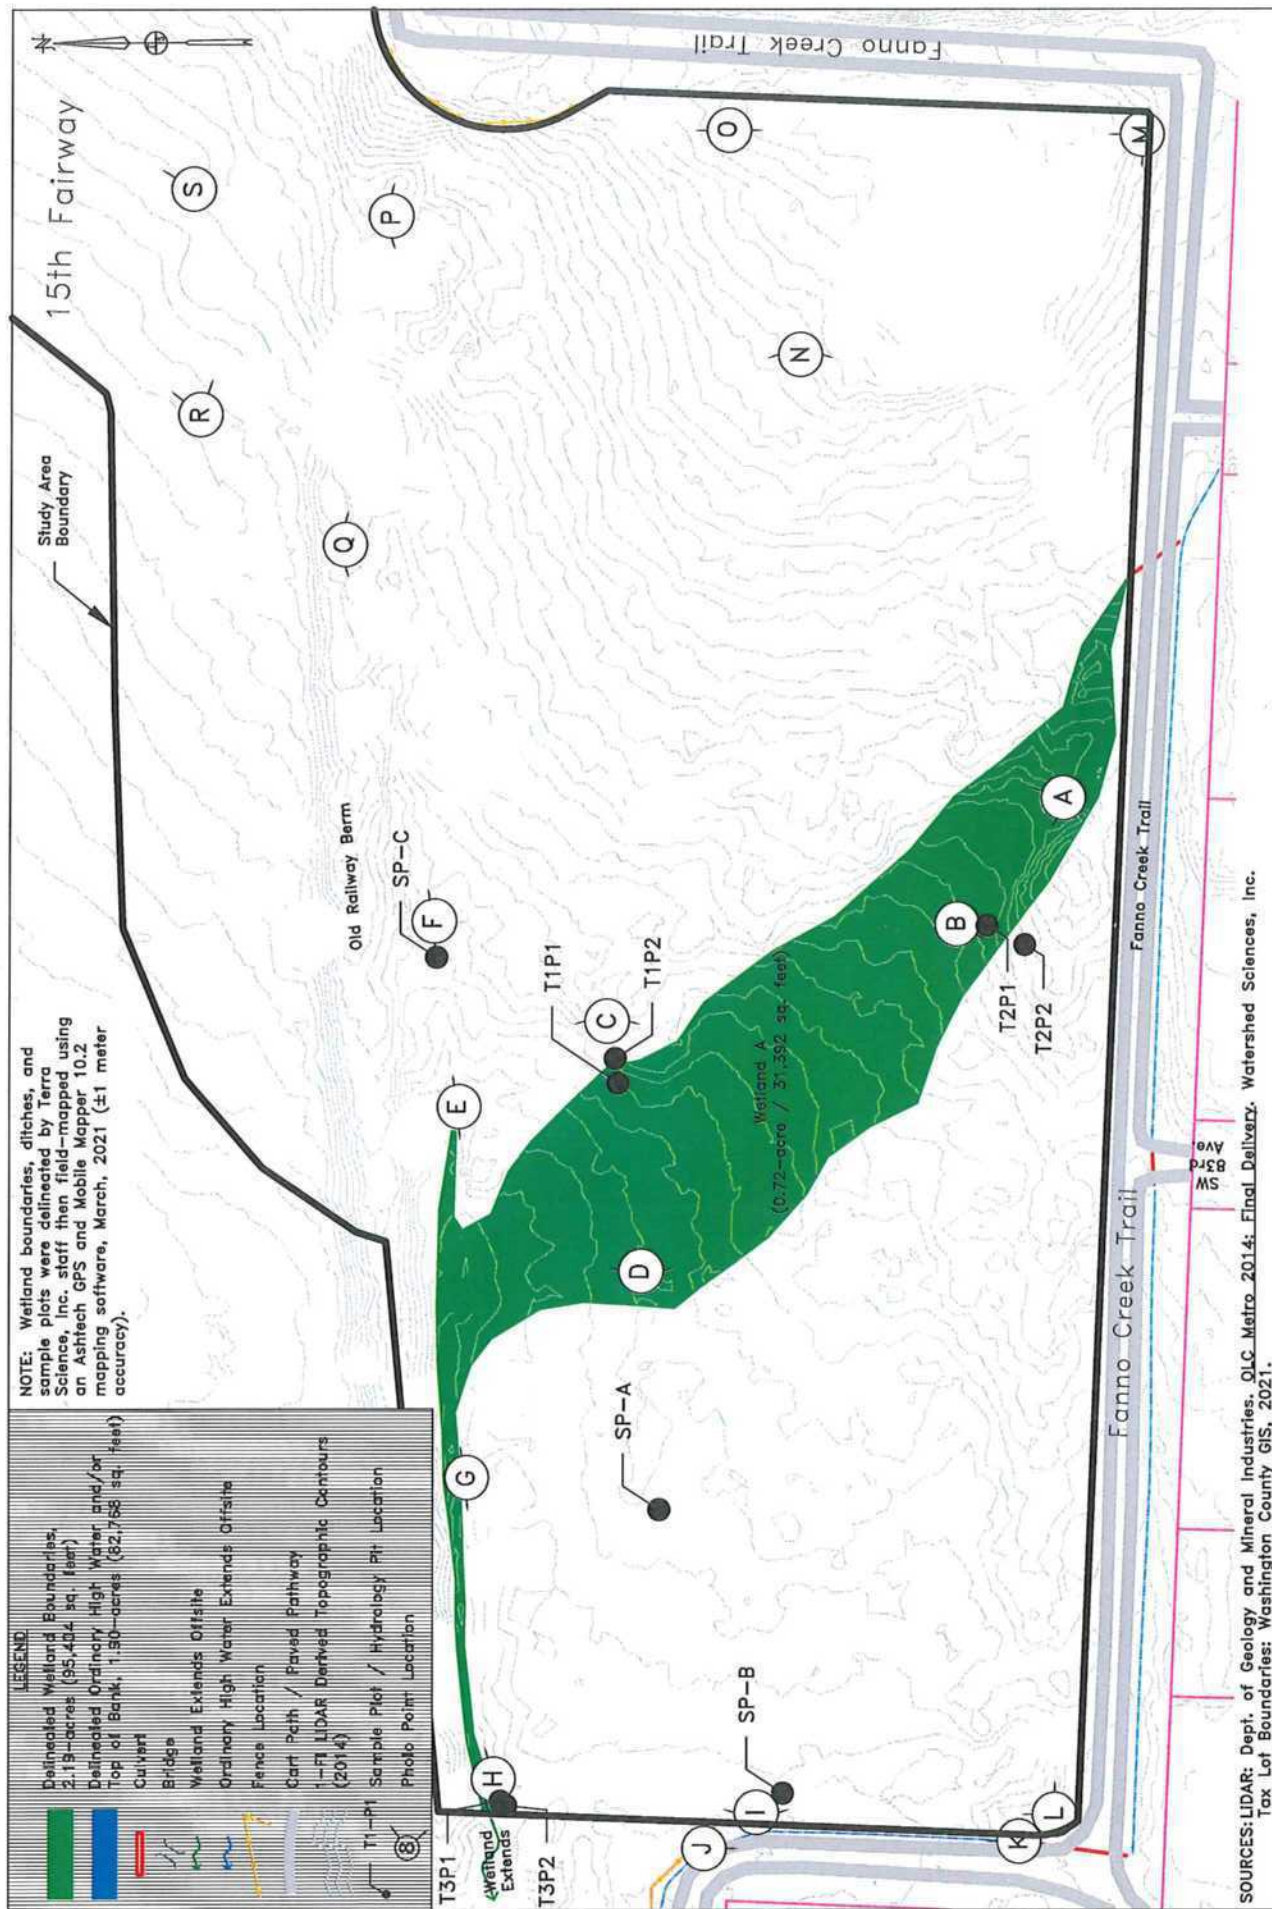 NOTE: Wetland boundaries, ditches, and
sample plots were delineated by Terra
Science, Inc. staff then field-mapped using
an Ashtech GPS and Mobile Mapper 10.2
mapping software, March, 2021 (±1 meter
accuracy).
LEGEND
Delineated Wetland Boundaries,
2.19-acres (95,404 sq. feet)
Delineated Ordinary High Water and/or
Top of Bank, 1.90-acres (82,768 sq. feet)
Culvert
Bridge
Wetland Extends Offsite
Ordinary High Water Extends Offsite
Fence Location
Cart Path / Paved Pathway
1-Ft LIDAR Derived Topographic Contours
(2014)
T1-P1
Sample Plot / Hydrology Pit Location
8
Photo Point Location
N
Study Area
Boundary
15th Fairway
R
S
Q
P
Old Railway Berm
SP-C
F
E
G
H
T3P1
Wetland
Extends
T3P2
T1P1
C
T1P2
D
SP-A
N
O
Fanno Creek Trail
J
I
SP-B
Wetland A
(0.72-acre / 31,392 sq. feet)
B
A
T2P1
T2P2
K
L
M
Fanno Creek Trail
Fanno Creek Trail
SW
83rd
Ave.
SOURCES: LIDAR: Dept. of Geology and Mineral Industries. OLC Metro 2014: Final Delivery. Watershed Sciences, Inc.
Tax Lot Boundaries: Washington County GIS, 2021.